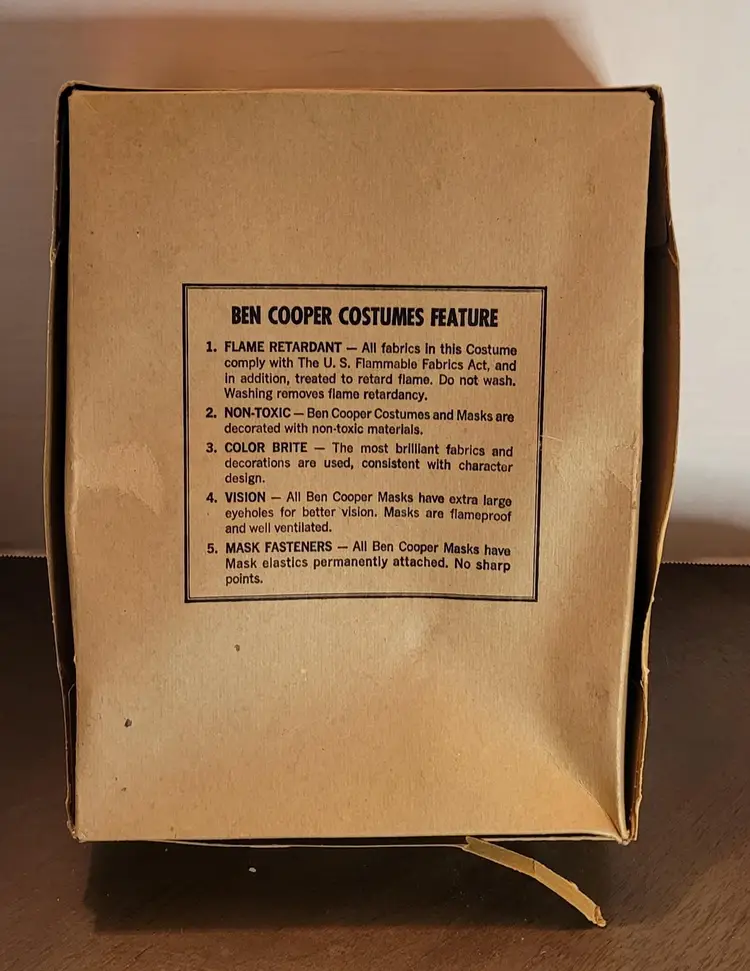 BEN COOPER COSTUMES FEATURE
1. FLAME RETARDANT — All fabrics in this Costume
comply with The U. S. Flammable Fabrics Act, and
in addition, treated to retard flame. Do not wash.
Washing removes flame retardancy.
2. NON-TOXIC — Ben Cooper Costumes and Masks are
decorated with non-toxic materials.
3. COLOR BRITE — The most brilliant fabrics and
decorations are used, consistent with character
design.
4. VISION — All Ben Cooper Masks have extra large
eyeholes for better vision. Masks are flameproof
and well ventilated.
5. MASK FASTENERS — All Ben Cooper Masks have
Mask elastics permanently attached. No sharp
points.